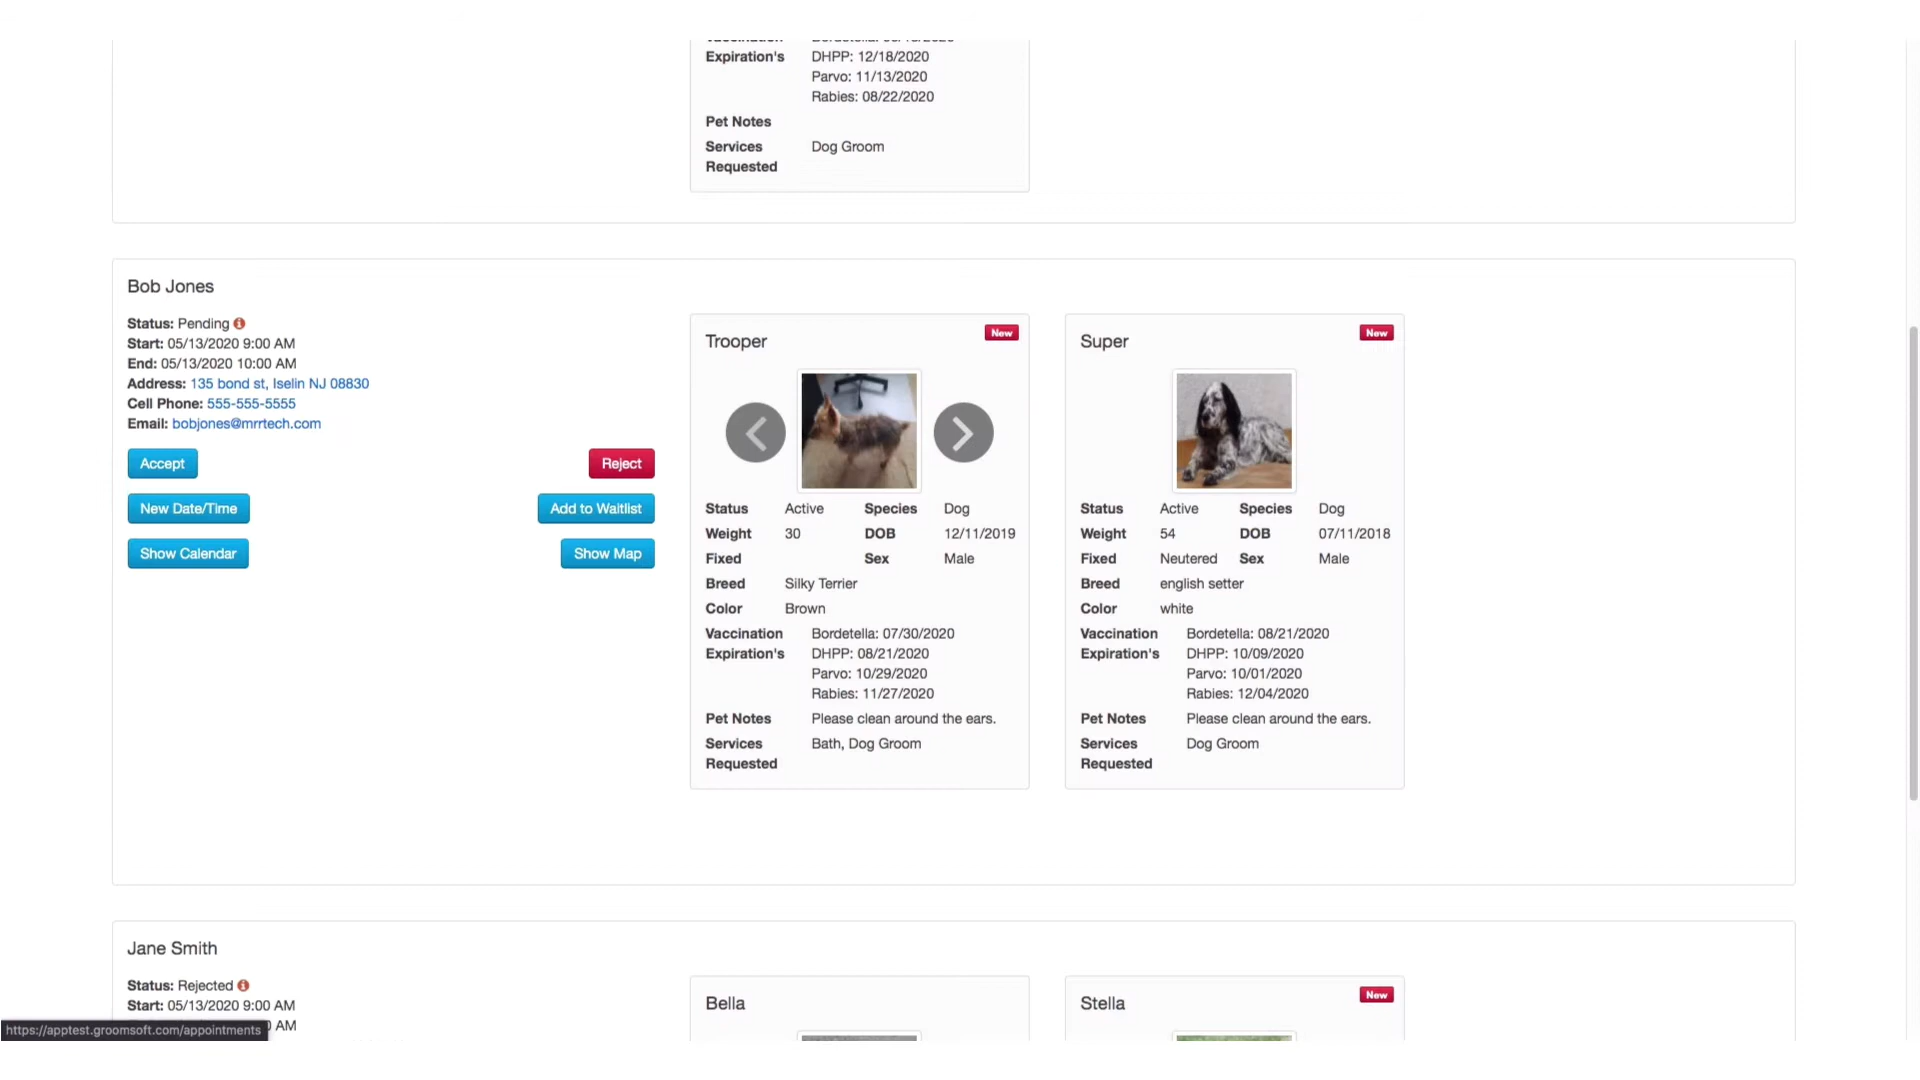 Expiration's DHPP: 12/18/2020
Parvo: 11/13/2020
Rabies: 08/22/2020
Pet Notes
Services Requested Dog Groom
Bob Jones
Status: Pending
Start: 05/13/2020 9:00 AM
End: 05/13/2020 10:00 AM
Address: 135 bond st, Iselin NJ 08830
Cell Phone: 555-555-5555
Email: bobjones@mrrtech.com
Accept Reject
New Date/Time Add to Waitlist
Show Calendar Show Map
Trooper New
Status Active Species Dog
Weight 30 DOB 12/11/2019
Fixed Sex Male
Breed Silky Terrier
Color Brown
Vaccination Bordetella: 07/30/2020
Expiration's DHPP: 08/21/2020
Parvo: 10/29/2020
Rabies: 11/27/2020
Pet Notes Please clean around the ears.
Services Bath, Dog Groom
Requested
Super New
Status Active Species Dog
Weight 54 DOB 07/11/2018
Fixed Neutered Sex Male
Breed english setter
Color white
Vaccination Bordetella: 08/21/2020
Expiration's DHPP: 10/09/2020
Parvo: 10/01/2020
Rabies: 12/04/2020
Pet Notes Please clean around the ears.
Services Dog Groom
Requested
Jane Smith
Status: Rejected
Start: 05/13/2020 9:00 AM
AM
Bella
Stella New
https://apptest.groomsoft.com/appointments